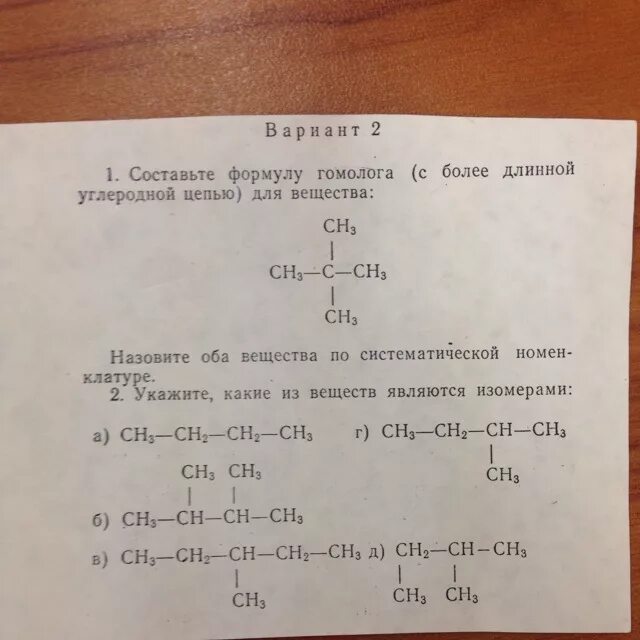 Вариант 2
1. Составьте формулу гомолога (с более длинной
углеродной цепью) для вещества:
CH₃
|
CH₃—C—CH₃
|
CH₃
Назовите оба вещества по систематической номен-
клатуре.
2. Укажите, какие из веществ являются изомерами:
а) CH₃—CH₂—CH₂—CH₃ г) CH₃—CH₂—CH—CH₃
|
CH₃
CH₃ CH₃
| |
б) CH₃—CH—CH—CH₃
в) CH₃—CH₂—CH—CH₂—CH₃ д) CH₂—CH—CH₃
| | |
CH₃ CH₃ CH₃